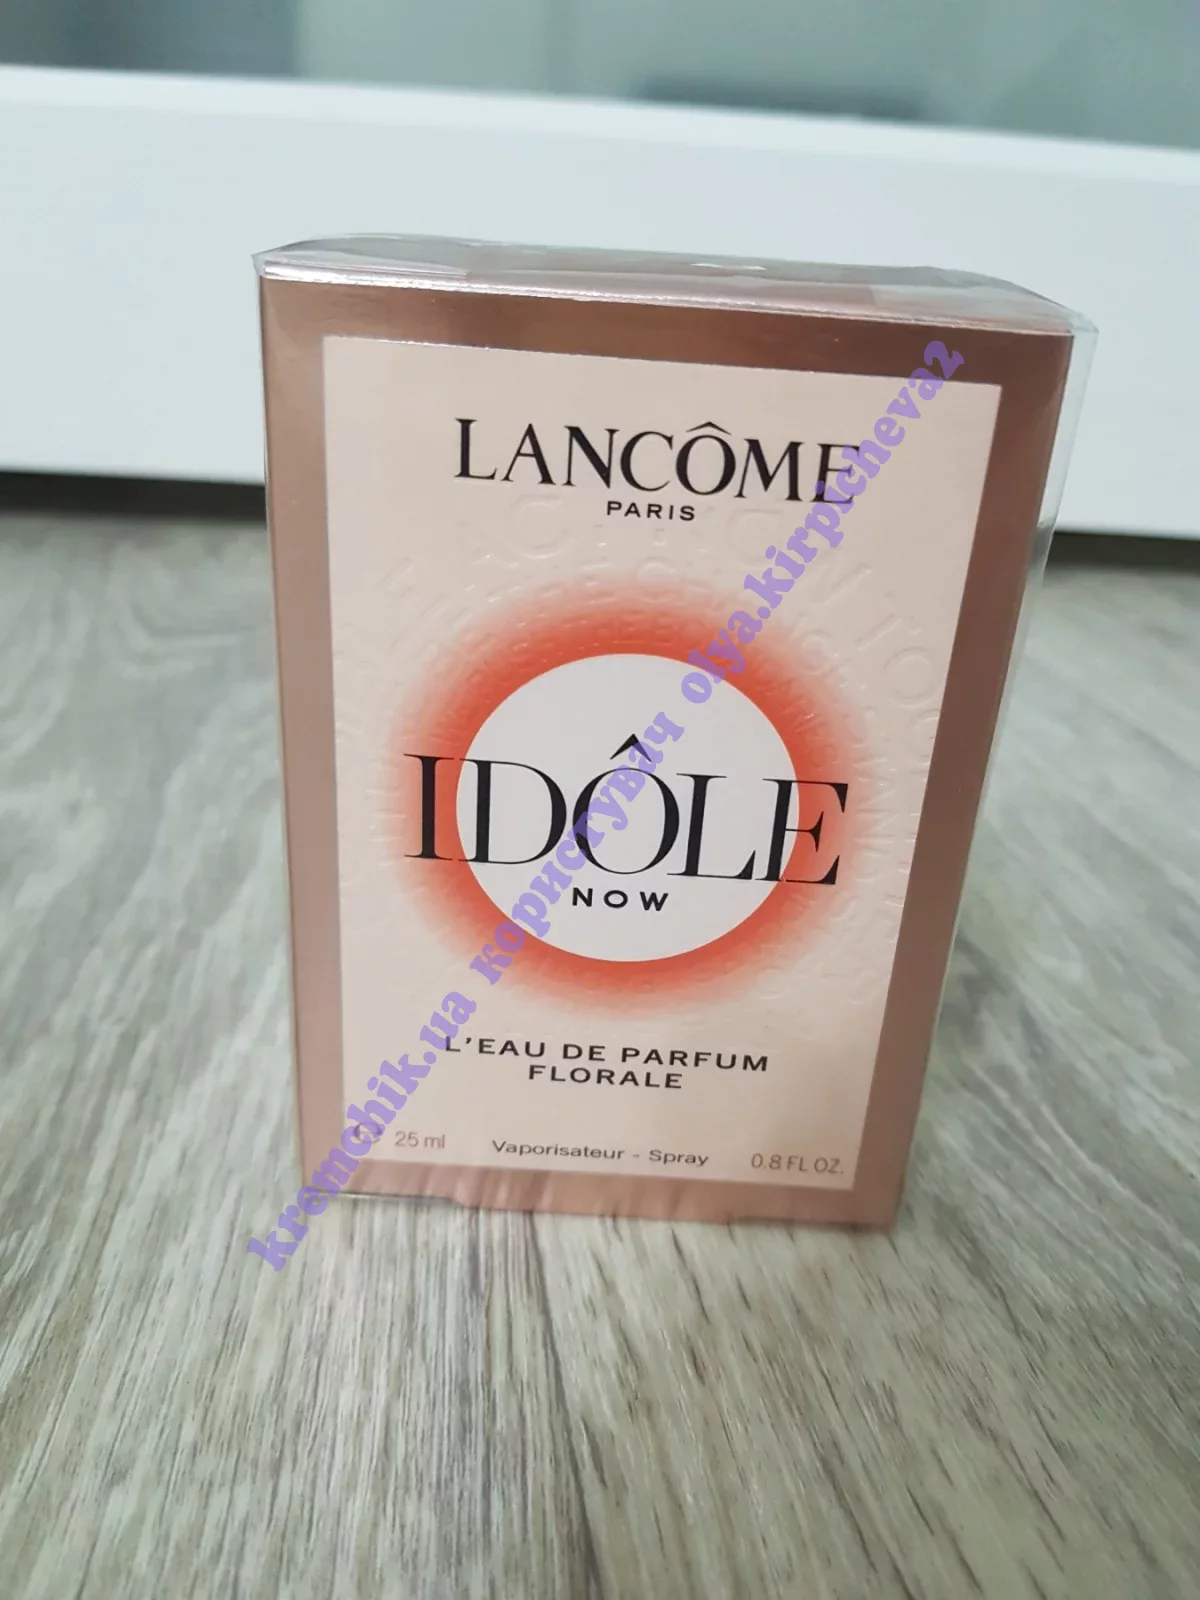 LANCÔME
PARIS
IDÔLE
NOW
L'EAU DE PARFUM
FLORALE
25 ml Vaporisateur - Spray 0.8 FL OZ.
kremchik.ua користувач olya.kirpicheva2